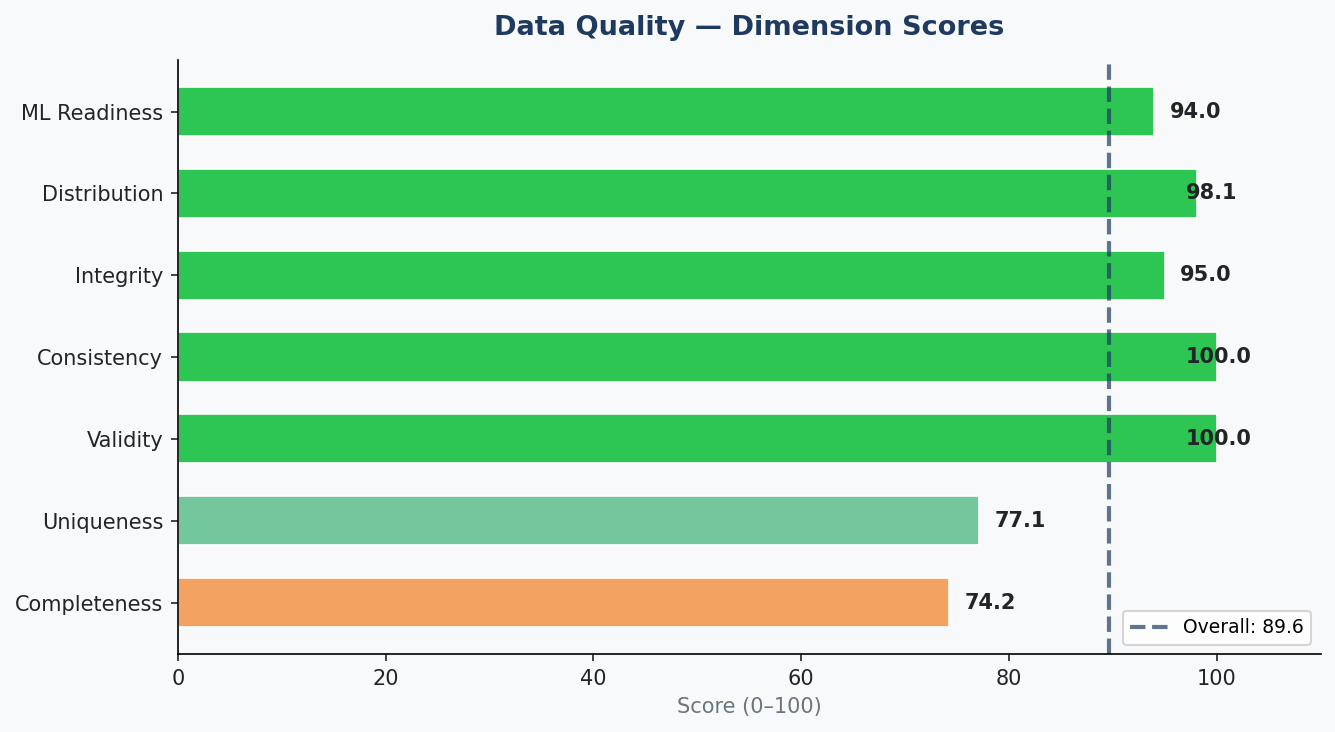 Data Quality — Dimension Scores
ML Readiness 94.0
Distribution 98.1
Integrity 95.0
Consistency 100.0
Validity 100.0
Uniqueness 77.1
Completeness 74.2
Overall: 89.6
0 20 40 60 80 100
Score (0–100)